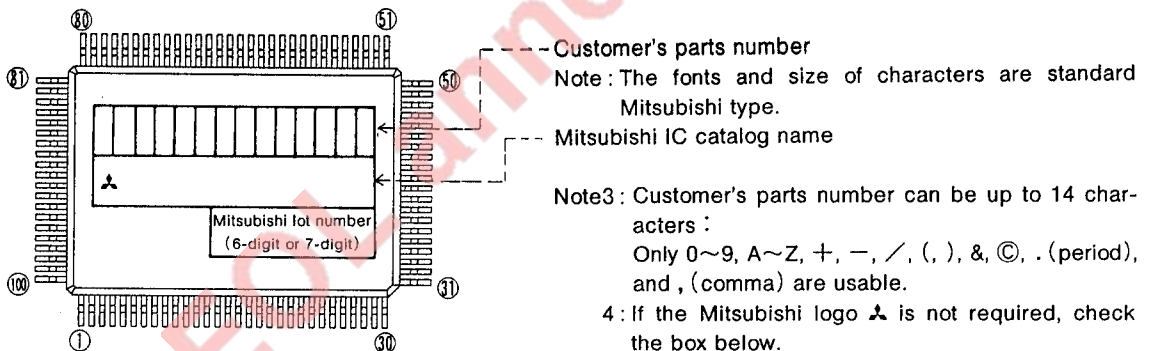 80 51
81 50
Mitsubishi lot number
(6-digit or 7-digit)
100 31
1 30
Customer's parts number
Note : The fonts and size of characters are standard
Mitsubishi type.
Mitsubishi IC catalog name
Note3 : Customer's parts number can be up to 14 char-
acters :
Only 0~9, A~Z, +, −, /, (, ), &, ©, . (period),
and , (comma) are usable.
4 : If the Mitsubishi logo is not required, check
the box below.
EOL announ